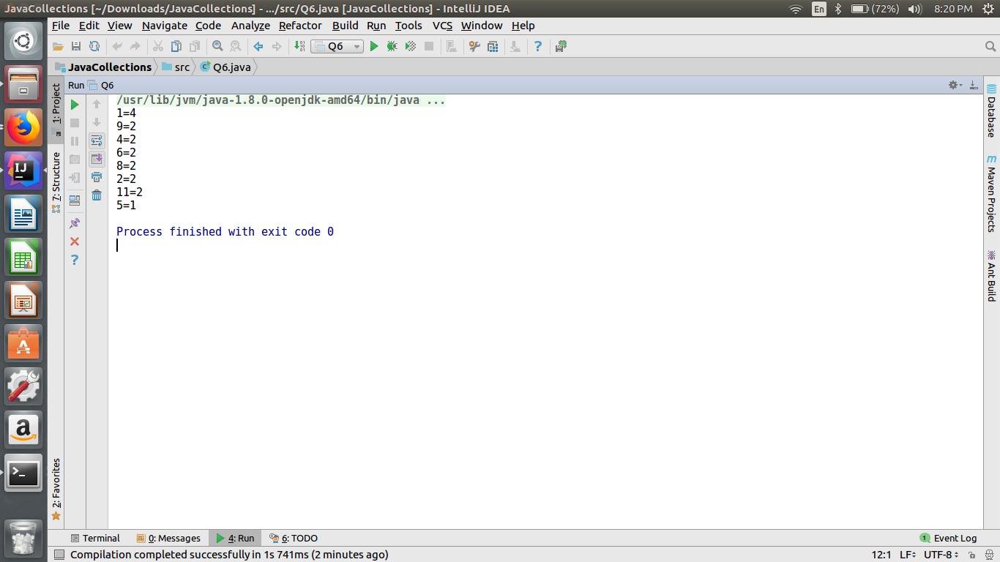 JavaCollections [~/Downloads/JavaCollections] - .../src/Q6.java [JavaCollections] - IntelliJ IDEA
En (72%) 8:20 PM
File Edit View Navigate Code Analyze Refactor Build Run Tools VCS Window Help
Q6
JavaCollections src Q6.java
Run Q6
1: Project
7: Structure
2: Favorites
/usr/lib/jvm/java-1.8.0-openjdk-amd64/bin/java ...
1=4
9=2
4=2
6=2
8=2
2=2
11=2
5=1
Process finished with exit code 0
Database
Maven Projects
Ant Build
Terminal 0: Messages 4: Run 6: TODO 1 Event Log
Compilation completed successfully in 1s 741ms (2 minutes ago) 12:1 LF UTF-8